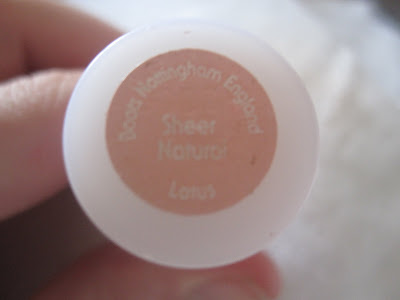 Boots Nottingham England
Sheer
Natural
Lotus